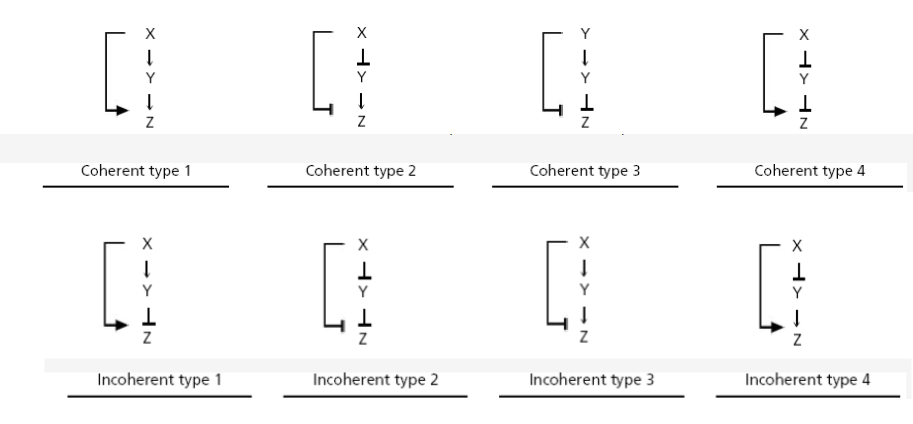 X X Y X
Y Y Y Y
Z Z Z Z
Coherent type 1 Coherent type 2 Coherent type 3 Coherent type 4
X X X X
Y Y Y Y
Z Z Z Z
Incoherent type 1 Incoherent type 2 Incoherent type 3 Incoherent type 4